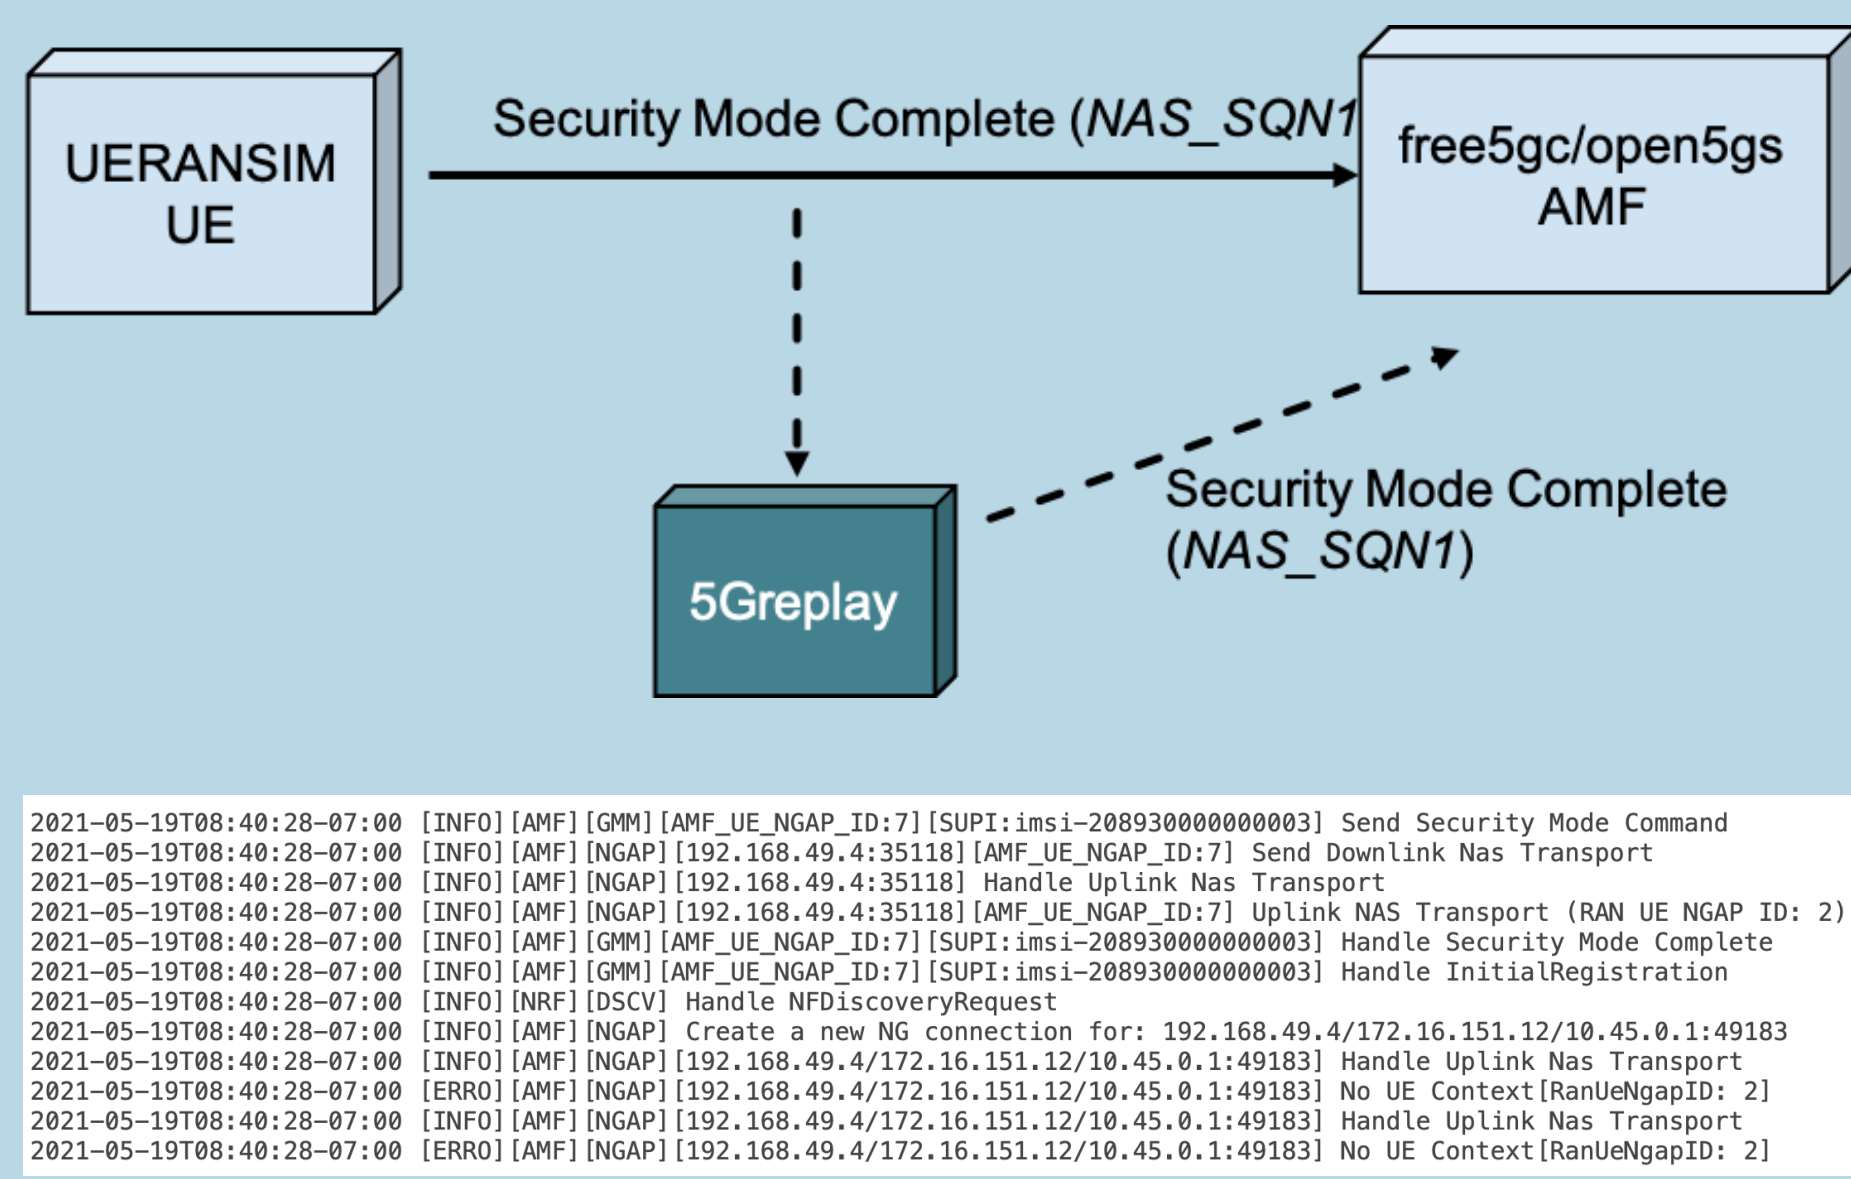 UERANSIM
UE
Security Mode Complete (NAS_SQN1
free5gc/open5gs
AMF
5Greplay
Security Mode Complete
(NAS_SQN1)
2021-05-19T08:40:28-07:00 [INFO][AMF][GMM][AMF_UE_NGAP_ID:7][SUPI:imsi-208930000000003] Send Security Mode Command
2021-05-19T08:40:28-07:00 [INFO][AMF][NGAP][192.168.49.4:35118][AMF_UE_NGAP_ID:7] Send Downlink Nas Transport
2021-05-19T08:40:28-07:00 [INFO][AMF][NGAP][192.168.49.4:35118] Handle Uplink Nas Transport
2021-05-19T08:40:28-07:00 [INFO][AMF][NGAP][192.168.49.4:35118][AMF_UE_NGAP_ID:7] Uplink NAS Transport (RAN UE NGAP ID: 2)
2021-05-19T08:40:28-07:00 [INFO][AMF][GMM][AMF_UE_NGAP_ID:7][SUPI:imsi-208930000000003] Handle Security Mode Complete
2021-05-19T08:40:28-07:00 [INFO][AMF][GMM][AMF_UE_NGAP_ID:7][SUPI:imsi-208930000000003] Handle InitialRegistration
2021-05-19T08:40:28-07:00 [INFO][NRF][DSCV] Handle NFDiscoveryRequest
2021-05-19T08:40:28-07:00 [INFO][AMF][NGAP] Create a new NG connection for: 192.168.49.4/172.16.151.12/10.45.0.1:49183
2021-05-19T08:40:28-07:00 [INFO][AMF][NGAP][192.168.49.4/172.16.151.12/10.45.0.1:49183] Handle Uplink Nas Transport
2021-05-19T08:40:28-07:00 [ERRO][AMF][NGAP][192.168.49.4/172.16.151.12/10.45.0.1:49183] No UE Context[RanUeNgapID: 2]
2021-05-19T08:40:28-07:00 [INFO][AMF][NGAP][192.168.49.4/172.16.151.12/10.45.0.1:49183] Handle Uplink Nas Transport
2021-05-19T08:40:28-07:00 [ERRO][AMF][NGAP][192.168.49.4/172.16.151.12/10.45.0.1:49183] No UE Context[RanUeNgapID: 2]